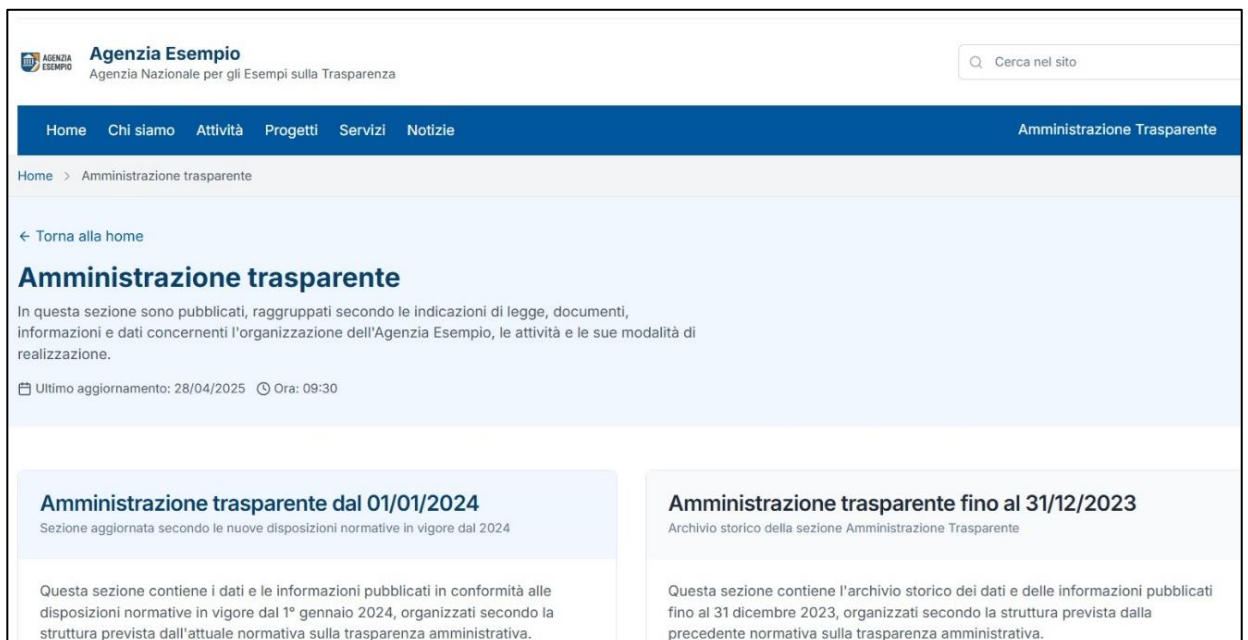 AGENZIA
ESEMPIO
Agenzia Esempio
Agenzia Nazionale per gli Esempi sulla Trasparenza
Cerca nel sito
Home Chi siamo Attività Progetti Servizi Notizie Amministrazione Trasparente
Home > Amministrazione trasparente
← Torna alla home
Amministrazione trasparente
In questa sezione sono pubblicati, raggruppati secondo le indicazioni di legge, documenti,
informazioni e dati concernenti l'organizzazione dell'Agenzia Esempio, le attività e le sue modalità di
realizzazione.
Ultimo aggiornamento: 28/04/2025 Ora: 09:30
Amministrazione trasparente dal 01/01/2024
Sezione aggiornata secondo le nuove disposizioni normative in vigore dal 2024
Questa sezione contiene i dati e le informazioni pubblicati in conformità alle
disposizioni normative in vigore dal 1° gennaio 2024, organizzati secondo la
struttura prevista dall'attuale normativa sulla trasparenza amministrativa.
Amministrazione trasparente fino al 31/12/2023
Archivio storico della sezione Amministrazione Trasparente
Questa sezione contiene l'archivio storico dei dati e delle informazioni pubblicati
fino al 31 dicembre 2023, organizzati secondo la struttura prevista dalla
precedente normativa sulla trasparenza amministrativa.